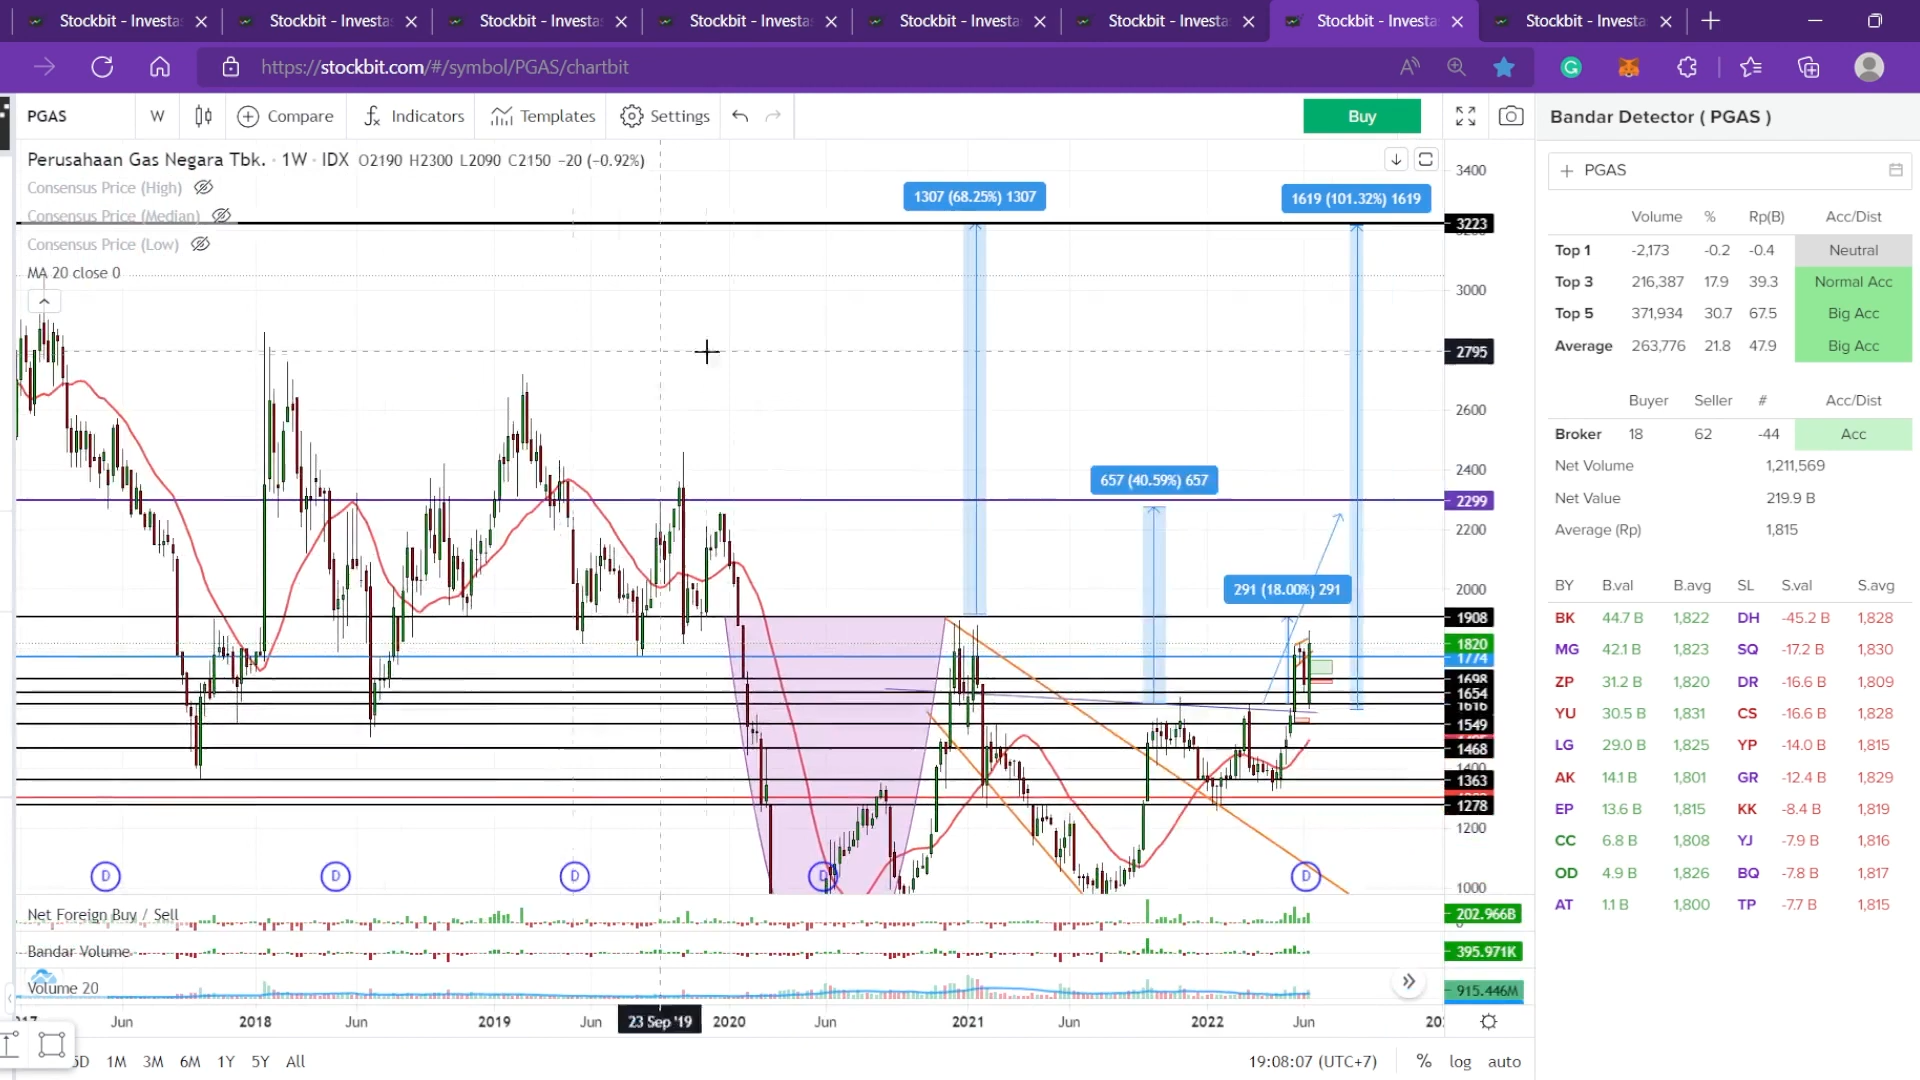 Stockbit - Investas
Stockbit - Investas
Stockbit - Investas
Stockbit - Investa
Stockbit - Investa
Stockbit - Investa
Stockbit - Investa
Stockbit - Investa
https://stockbit.com/#/symbol/PGAS/chartbit
PGAS W Compare Indicators Templates Settings Buy
Perusahaan Gas Negara Tbk. · 1W · IDX O2190 H2300 L2090 C2150 −20 (−0.92%)
Consensus Price (High)
Consensus Price (Median)
Consensus Price (Low)
MA 20 close 0
1307 (68.25%) 1307
1619 (101.32%) 1619
657 (40.59%) 657
291 (18.00%) 291
3400
3223
3000
2795
2600
2400
2299
2200
2000
1908
1820
1774
1698
1654
1616
1549
1468
1400
1363
1278
1200
1000
D D D D D
Net Foreign Buy / Sell
202.966B
Bandar Volume
395.971K
Volume 20
915.446M
Jun 2018 Jun 2019 Jun 23 Sep '19 2020 Jun 2021 Jun 2022 Jun
5D 1M 3M 6M 1Y 5Y All
19:08:07 (UTC+7) % log auto
Bandar Detector ( PGAS )
PGAS
Volume % Rp(B) Acc/Dist
Top 1 -2,173 -0.2 -0.4 Neutral
Top 3 216,387 17.9 39.3 Normal Acc
Top 5 371,934 30.7 67.5 Big Acc
Average 263,776 21.8 47.9 Big Acc
Buyer Seller # Acc/Dist
Broker 18 62 -44 Acc
Net Volume 1,211,569
Net Value 219.9 B
Average (Rp) 1,815
BY B.val B.avg SL S.val S.avg
BK 44.7 B 1,822 DH -45.2 B 1,828
MG 42.1 B 1,823 SQ -17.2 B 1,830
ZP 31.2 B 1,820 DR -16.6 B 1,809
YU 30.5 B 1,831 CS -16.6 B 1,828
LG 29.0 B 1,825 YP -14.0 B 1,815
AK 14.1 B 1,801 GR -12.4 B 1,829
EP 13.6 B 1,815 KK -8.4 B 1,819
CC 6.8 B 1,808 YJ -7.9 B 1,816
OD 4.9 B 1,826 BQ -7.8 B 1,817
AT 1.1 B 1,800 TP -7.7 B 1,815